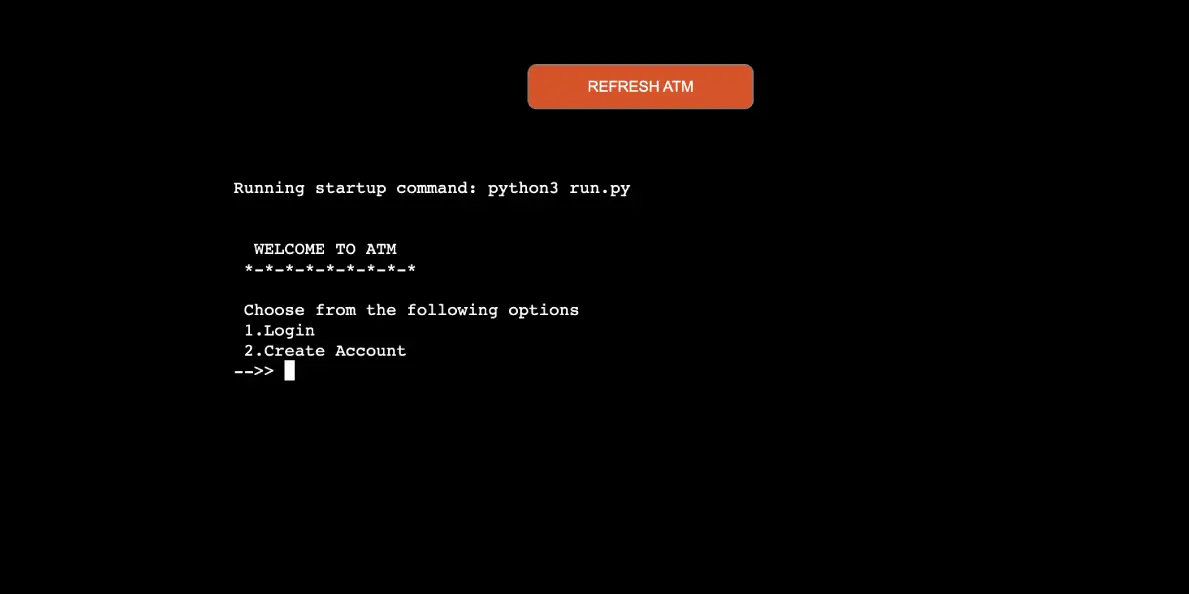 REFRESH ATM
Running startup command: python3 run.py
WELCOME TO ATM
*-*-*-*-*-*-*-*-*
Choose from the following options
1.Login
2.Create Account
-->>